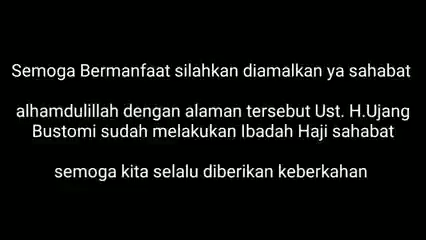 Semoga Bermanfaat silahkan diamalkan ya sahabat
alhamdulillah dengan alaman tersebut Ust. H.Ujang
Bustomi sudah melakukan Ibadah Haji sahabat
semoga kita selalu diberikan keberkahan